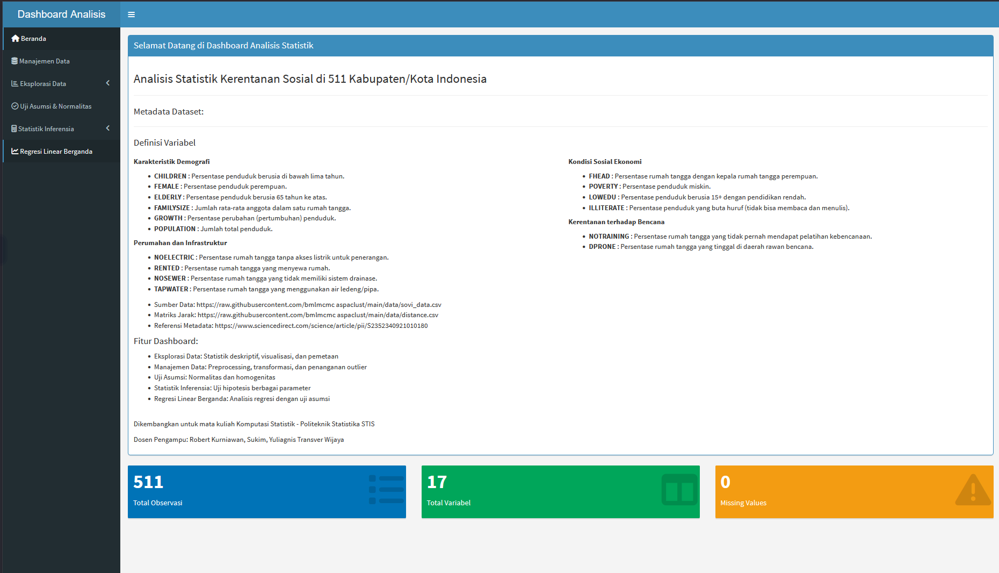 Dashboard Analisis
Beranda
Manajemen Data
Eksplorasi Data
Uji Asumsi & Normalitas
Statistik Inferensia
Regresi Linear Berganda
Selamat Datang di Dashboard Analisis Statistik
Analisis Statistik Kerentanan Sosial di 511 Kabupaten/Kota Indonesia
Metadata Dataset:
Definisi Variabel
Karakteristik Demografi
• CHILDREN : Persentase penduduk berusia di bawah lima tahun.
• FEMALE : Persentase penduduk perempuan.
• ELDERLY : Persentase penduduk berusia 65 tahun ke atas.
• FAMILYSIZE : Jumlah rata-rata anggota dalam satu rumah tangga.
• GROWTH : Persentase perubahan (pertumbuhan) penduduk.
• POPULATION : Jumlah total penduduk.
Perumahan dan Infrastruktur
• NOELECTRIC : Persentase rumah tangga tanpa akses listrik untuk penerangan.
• RENTED : Persentase rumah tangga yang menyewa rumah.
• NOSEWER : Persentase rumah tangga yang tidak memiliki sistem drainase.
• TAPWATER : Persentase rumah tangga yang menggunakan air ledeng/pipa.
Kondisi Sosial Ekonomi
• FHEAD : Persentase rumah tangga dengan kepala rumah tangga perempuan.
• POVERTY : Persentase penduduk miskin.
• LOWEDU : Persentase penduduk berusia 15+ dengan pendidikan rendah.
• ILLITERATE : Persentase penduduk yang buta huruf (tidak bisa membaca dan menulis).
Kerentanan terhadap Bencana
• NOTRAINING : Persentase rumah tangga yang tidak pernah mendapat pelatihan kebencanaan.
• DPRONE : Persentase rumah tangga yang tinggal di daerah rawan bencana.
• Sumber Data: https://raw.githubusercontent.com/bmlmcmc aspaclust/main/data/sovi_data.csv
• Matriks Jarak: https://raw.githubusercontent.com/bmlmcmc aspaclust/main/data/distance.csv
• Referensi Metadata: https://www.sciencedirect.com/science/article/pii/S2352340921010180
Fitur Dashboard:
• Eksplorasi Data: Statistik deskriptif, visualisasi, dan pemetaan
• Manajemen Data: Preprocessing, transformasi, dan penanganan outlier
• Uji Asumsi: Normalitas dan homogenitas
• Statistik Inferensia: Uji hipotesis berbagai parameter
• Regresi Linear Berganda: Analisis regresi dengan uji asumsi
Dikembangkan untuk mata kuliah Komputasi Statistik - Politeknik Statistika STIS
Dosen Pengampu: Robert Kurniawan, Sukim, Yuliagnis Transver Wijaya
511
Total Observasi
17
Total Variabel
0
Missing Values